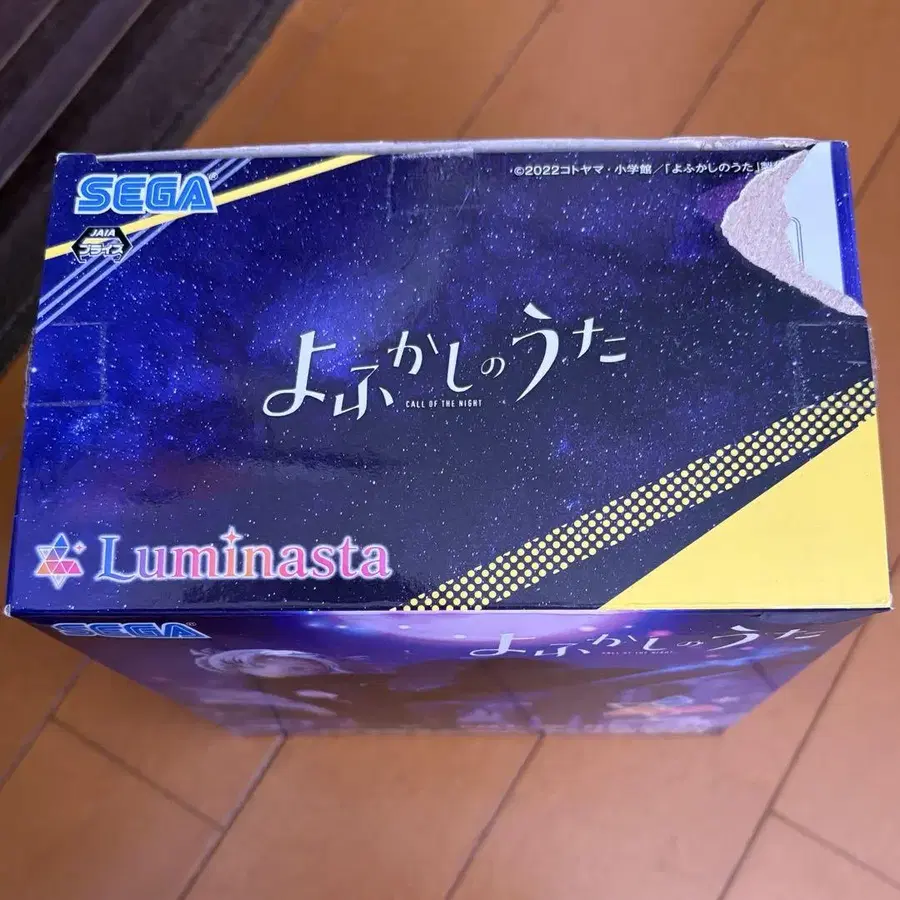 SEGA®
©2022コトヤマ・小学館/「よふかしのうた」製
JAIA
プライズ
よふかしのうた
CALL OF THE NIGHT
Luminasta
SEGA®
よふかしのうた
CALL OF THE NIGHT